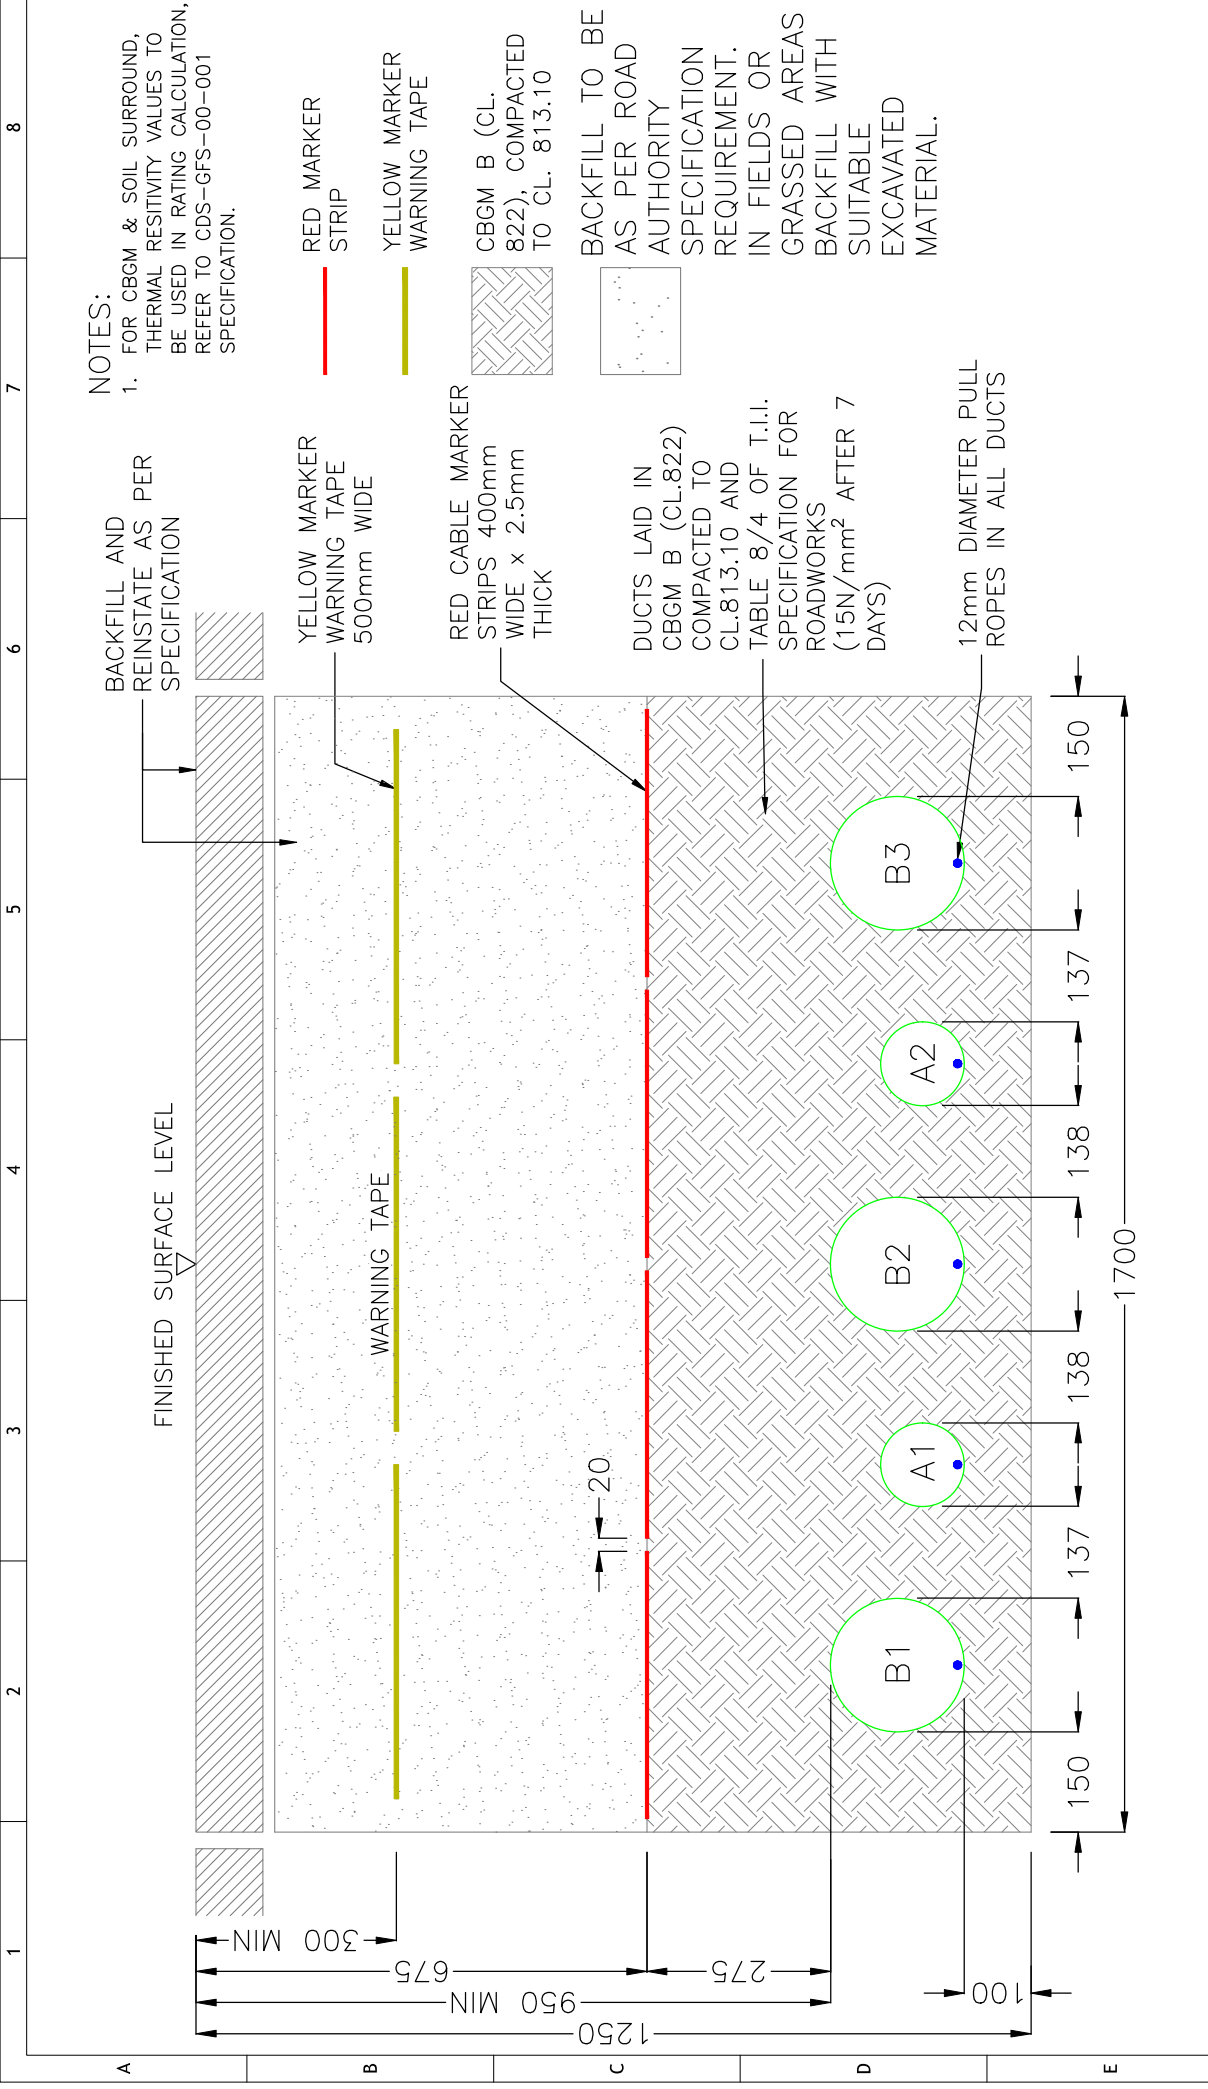 NOTES:
1. FOR CBGM & SOIL SURROUND,
THERMAL RESITIVITY VALUES TO
BE USED IN RATING CALCULATION,
REFER TO CDS-GFS-00-001
SPECIFICATION.
RED MARKER
STRIP
YELLOW MARKER
WARNING TAPE
CBGM B (CL.
822), COMPACTED
TO CL. 813.10
BACKFILL TO BE
AS PER ROAD
AUTHORITY
SPECIFICATION
REQUIREMENT.
IN FIELDS OR
GRASSED AREAS
BACKFILL WITH
SUITABLE
EXCAVATED
MATERIAL.
BACKFILL AND
REINSTATE AS PER
SPECIFICATION
YELLOW MARKER
WARNING TAPE
500mm WIDE
RED CABLE MARKER
STRIPS 400mm
WIDE x 2.5mm
THICK
DUCTS LAID IN
CBGM B (CL.822)
COMPACTED TO
CL.813.10 AND
TABLE 8/4 OF T.I.I.
SPECIFICATION FOR
ROADWORKS
(15N/mm² AFTER 7
DAYS)
12mm DIAMETER PULL
ROPES IN ALL DUCTS
FINISHED SURFACE LEVEL
WARNING TAPE
20
B1
A1
B2
A2
B3
150
137
138
138
137
150
1700
300 MIN
675
275
950 MIN
100
1250
1
2
3
4
5
6
7
8
A
B
C
D
E